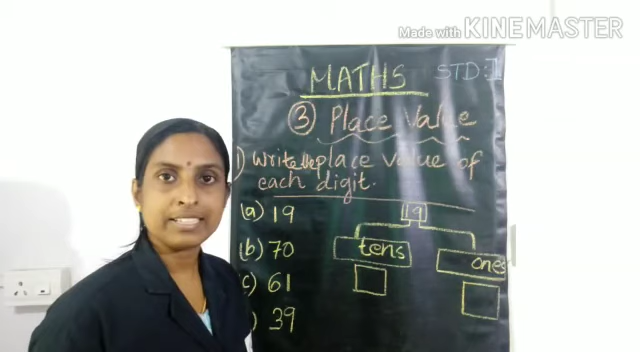 Made with KINEMASTER
MATHS STD:I
③ Place Value
1) Write the place value of
each digit.
(a) 19
19
(b) 70
tens
ones
(c) 61
) 39